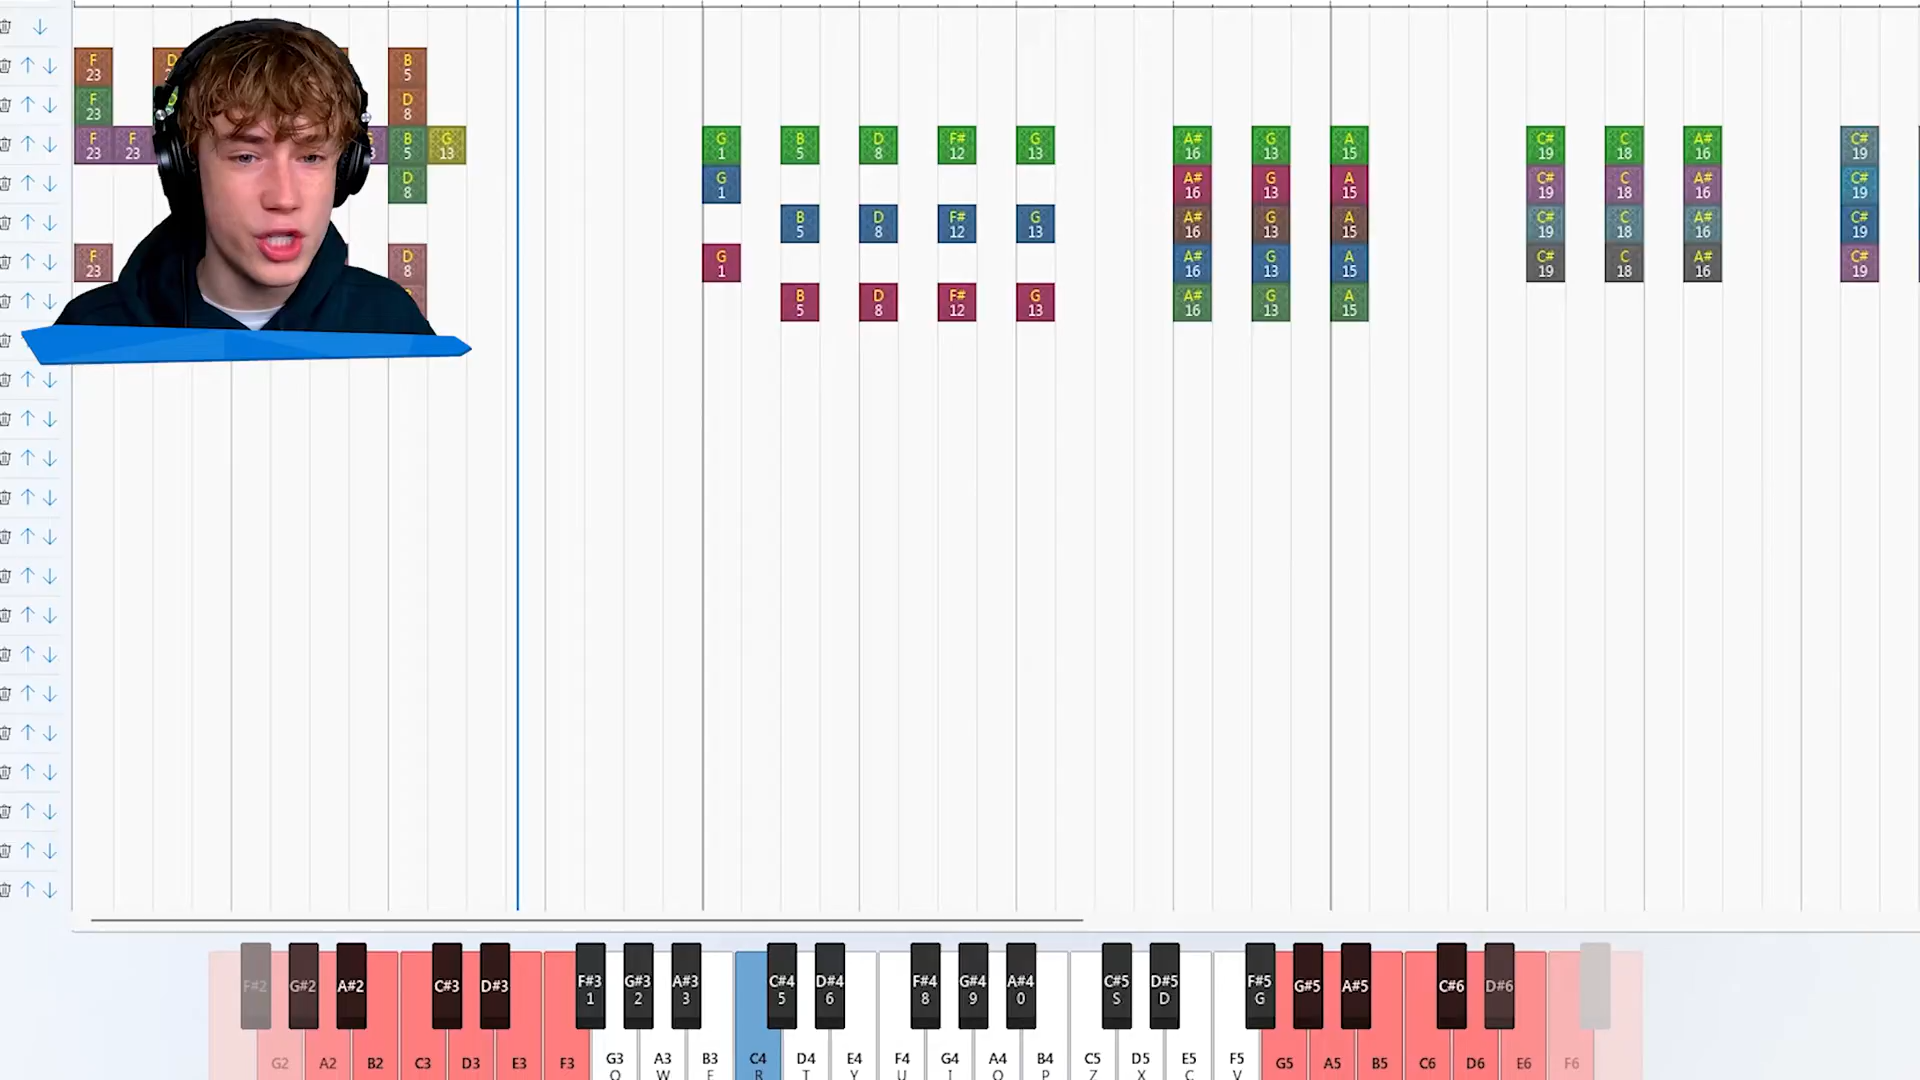 F D B
23 5
F D
23 8
F F B G G B D F# G A# G A C# C A# C#
23 23 5 13 1 5 8 12 13 16 13 15 19 18 16 19
D G A# G A C# C A# C#
8 1 16 13 15 19 18 16 19
B D F# G A# G A C# C A# C#
5 8 12 13 16 13 15 19 18 16 19
F D G A# G A C# C A# C#
23 8 1 16 13 15 19 18 16 19
B D F# G A# G A
5 8 12 13 16 13 15
F#2 G#2 A#2 C#3 D#3 F#3 G#3 A#3 C#4 D#4 F#4 G#4 A#4 C#5 D#5 F#5 G#5 A#5 C#6 D#6
1 2 3 5 6 8 9 0 S D G
G2 A2 B2 C3 D3 E3 F3 G3 A3 B3 C4 D4 E4 F4 G4 A4 B4 C5 D5 E5 F5 G5 A5 B5 C6 D6 E6 F6
W R T Y U I P Z X C V